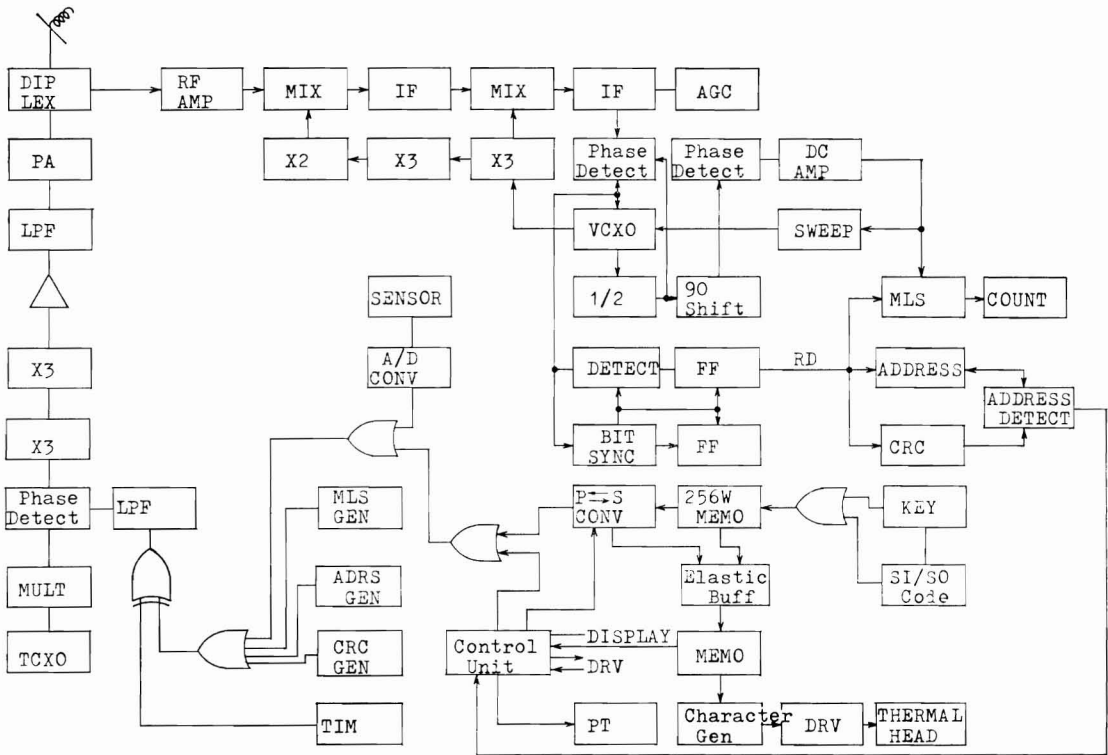 DIP
LEX
RF
AMP
MIX
IF
MIX
IF
AGC
PA
X2
X3
X3
Phase
Detect
Phase
Detect
DC
AMP
LPF
VCXO
SWEEP
SENSOR
1/2
90
Shift
MLS
COUNT
X3
A/D
CONV
DETECT
FF
RD
ADDRESS
ADDRESS
DETECT
X3
BIT
SYNC
FF
CRC
Phase
Detect
LPF
MLS
GEN
P⇆S
CONV
256W
MEMO
KEY
MULT
ADRS
GEN
Elastic
Buff
SI/SO
Code
TCXO
CRC
GEN
Control
Unit
DISPLAY
DRV
MEMO
TIM
PT
Character
Gen
DRV
THERMAL
HEAD